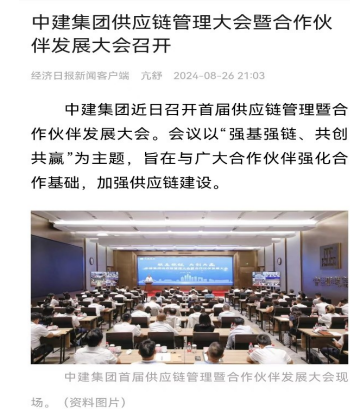 中建集团供应链管理大会暨合作伙
伴发展大会召开
经济日报新闻客户端 亢舒 2024-08-26 21:03
中建集团近日召开首届供应链管理暨合
作伙伴发展大会。会议以“强基强链、共创
共赢”为主题，旨在与广大合作伙伴强化合
作基础，加强供应链建设。
中建集团首届供应链管理暨合作伙伴发展大会现
场。（资料图片）